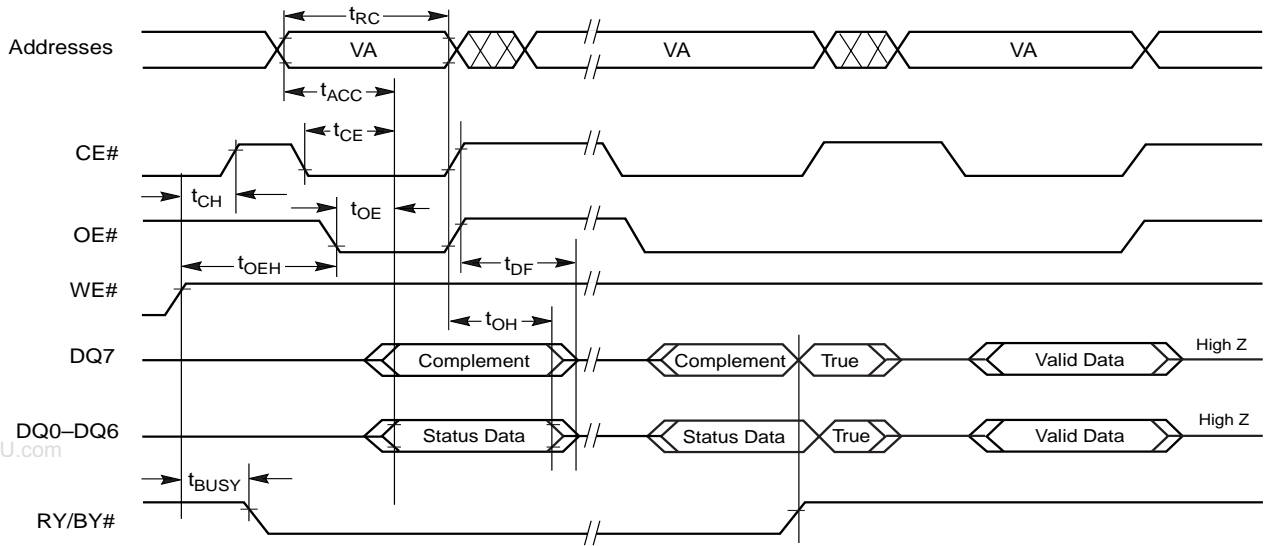 tRC
Addresses VA VA VA
tACC
tCE
CE#
tCH
tOE
OE#
tOEH
tDF
WE#
tOH
DQ7 Complement Complement True Valid Data High Z
DQ0–DQ6 Status Data Status Data True Valid Data High Z
U.com
tBUSY
RY/BY#